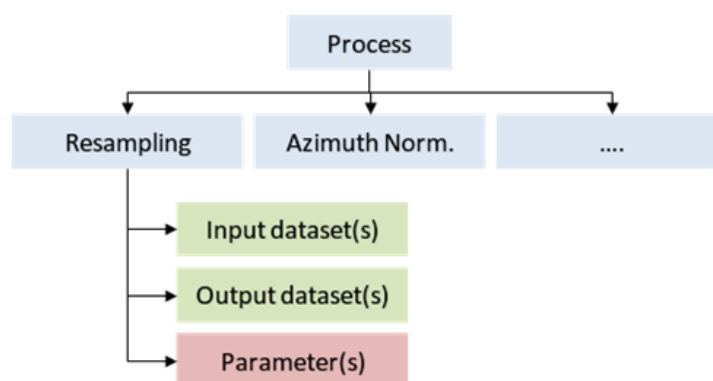 Process
Resampling
Azimuth Norm.
....
Input dataset(s)
Output dataset(s)
Parameter(s)